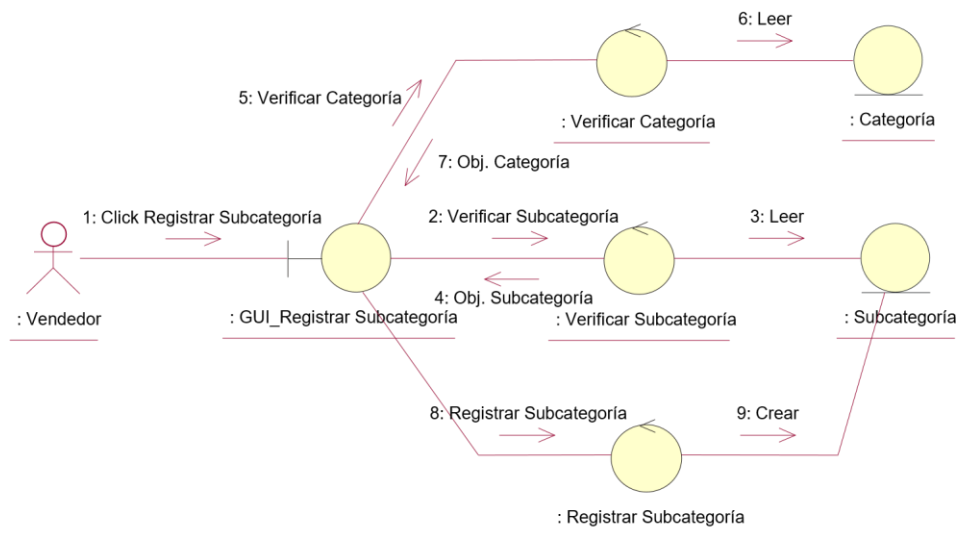 6: Leer
5: Verificar Categoría
: Verificar Categoría
: Categoría
7: Obj. Categoría
1: Click Registrar Subcategoría
2: Verificar Subcategoría
3: Leer
4: Obj. Subcategoría
: Vendedor
: GUI_Registrar Subcategoría
: Verificar Subcategoría
: Subcategoría
8: Registrar Subcategoría
9: Crear
: Registrar Subcategoría